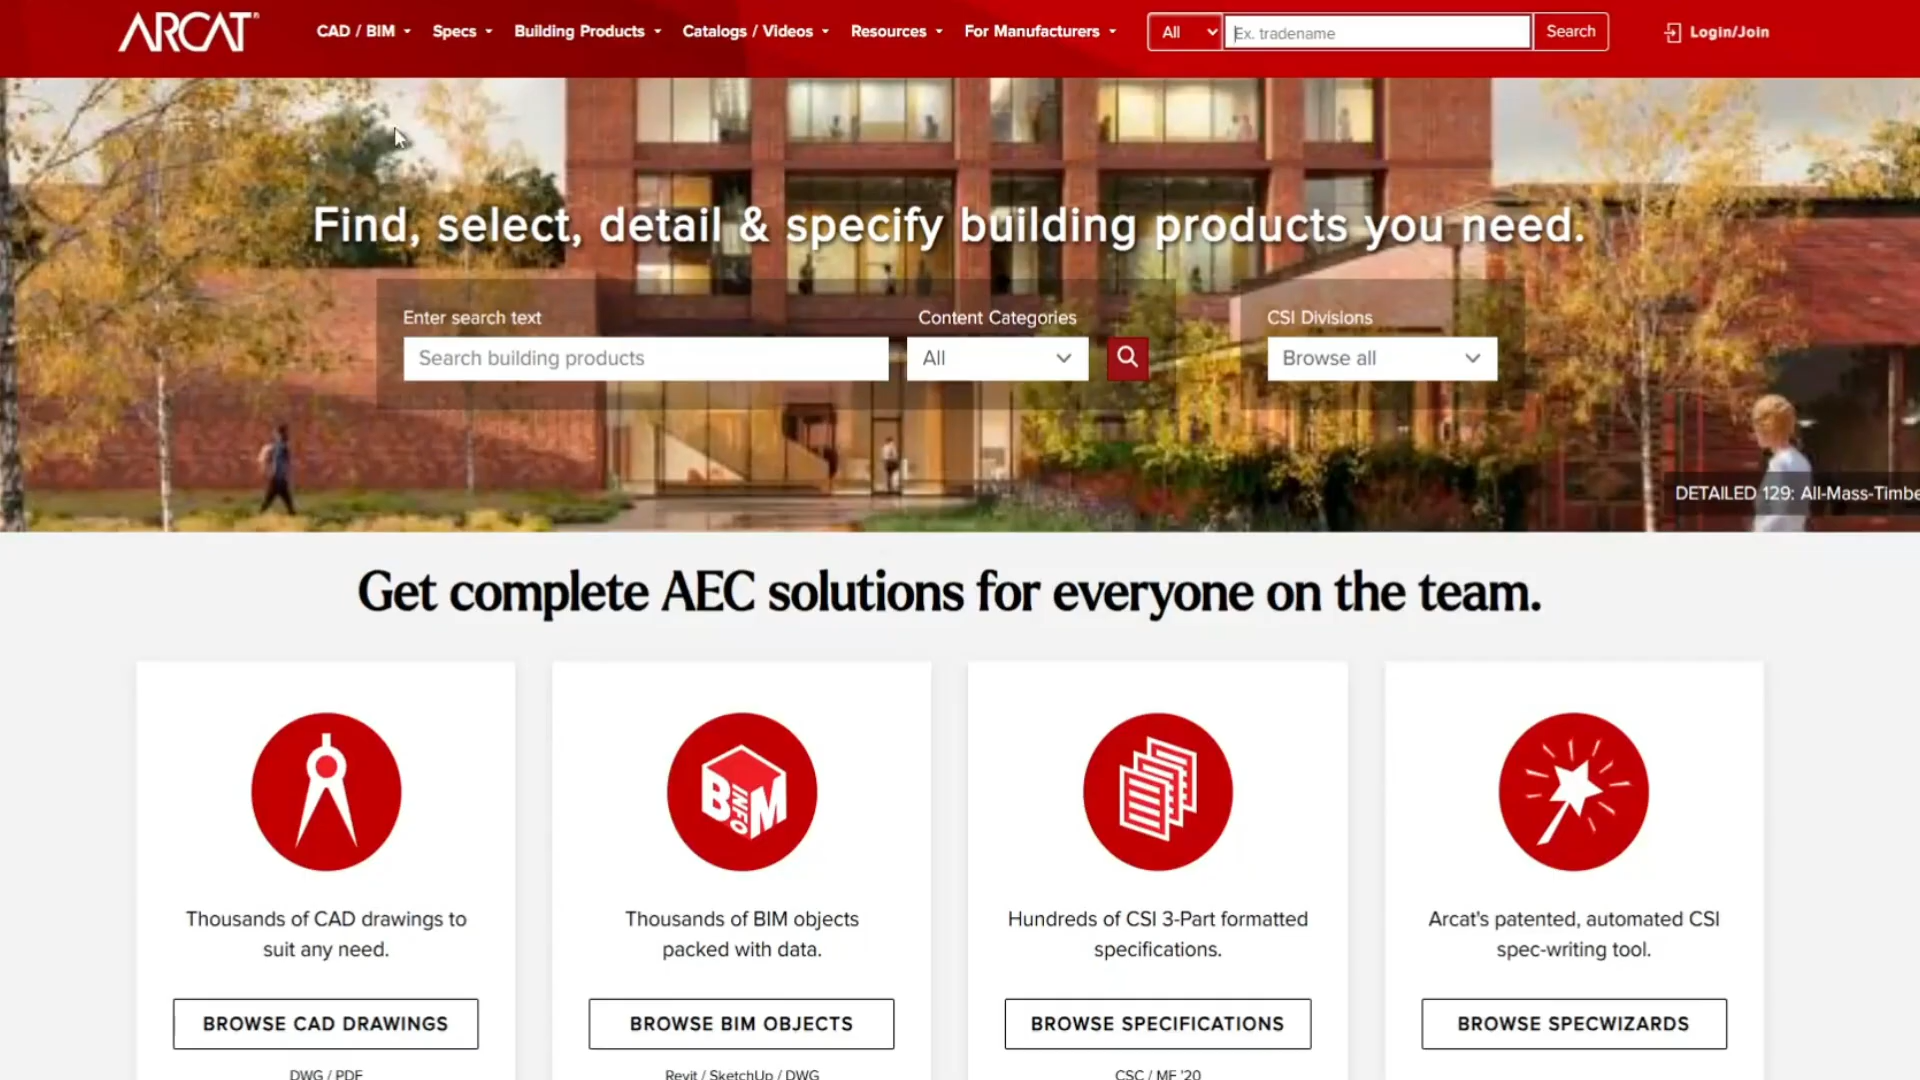 ARCAT
CAD / BIM
Specs
Building Products
Catalogs / Videos
Resources
For Manufacturers
All
Ex. tradename
Search
Login/Join
Find, select, detail & specify building products you need.
Enter search text
Content Categories
CSI Divisions
Search building products
All
Browse all
DETAILED 129: All-Mass-Timbe
Get complete AEC solutions for everyone on the team.
BIM
INFO
Thousands of CAD drawings to
suit any need.
BROWSE CAD DRAWINGS
DWG / PDF
Thousands of BIM objects
packed with data.
BROWSE BIM OBJECTS
Revit / SketchUp / DWG
Hundreds of CSI 3-Part formatted
specifications.
BROWSE SPECIFICATIONS
CSC / MF '20
Arcat's patented, automated CSI
spec-writing tool.
BROWSE SPECWIZARDS